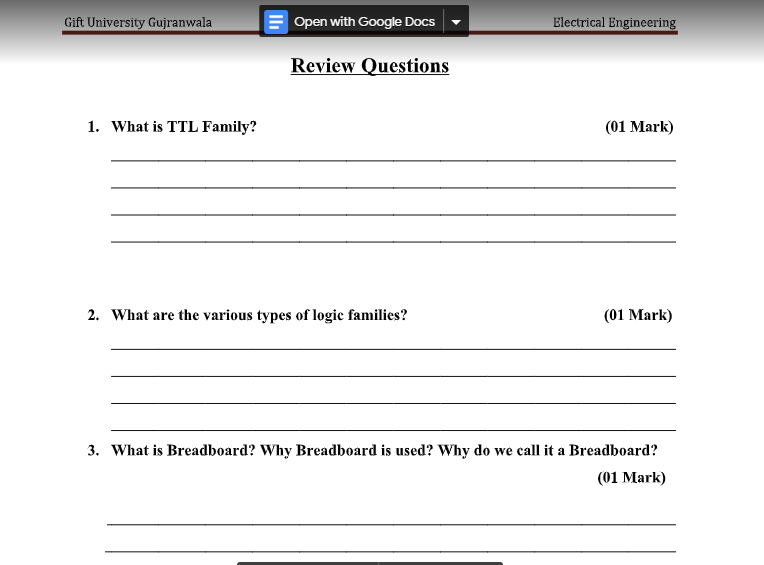 Gift University Gujranwala Open with Google Docs Electrical Engineering
Review Questions
1. What is TTL Family? (01 Mark)
2. What are the various types of logic families? (01 Mark)
3. What is Breadboard? Why Breadboard is used? Why do we call it a Breadboard?
(01 Mark)